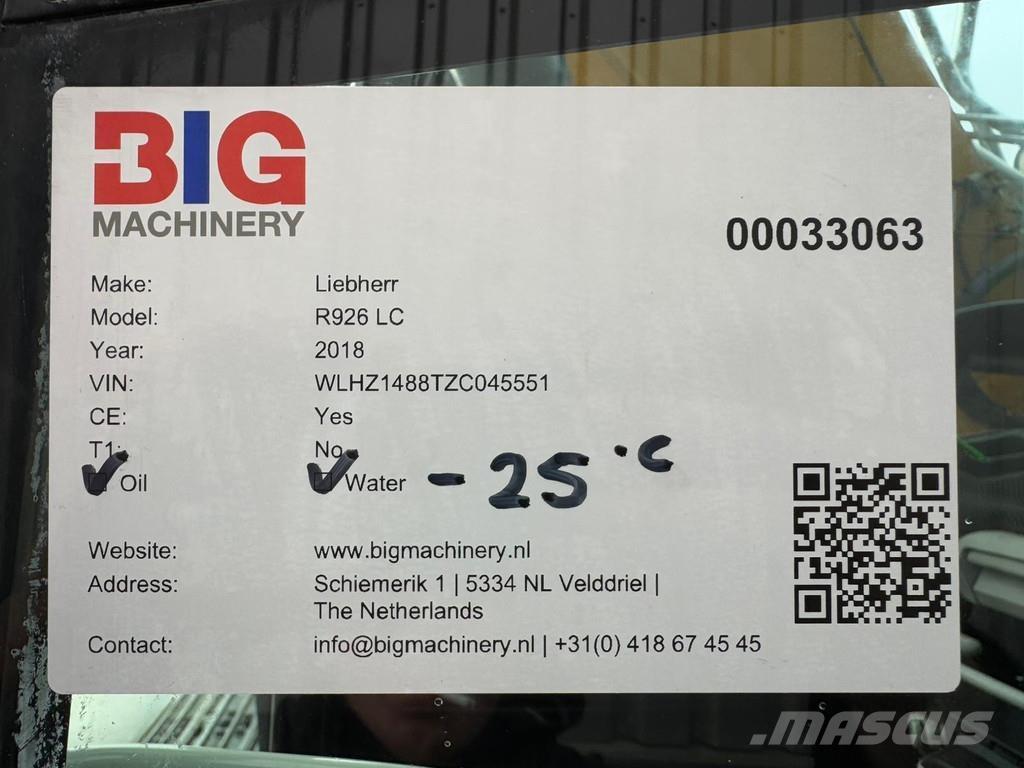 BIG
MACHINERY
00033063
Make: Liebherr
Model: R926 LC
Year: 2018
VIN: WLHZ1488TZC045551
CE: Yes
T1: No
Oil Water - 25 °C
Website: www.bigmachinery.nl
Address: Schiemerik 1 | 5334 NL Velddriel |
The Netherlands
Contact: info@bigmachinery.nl | +31(0) 418 67 45 45
.mascus